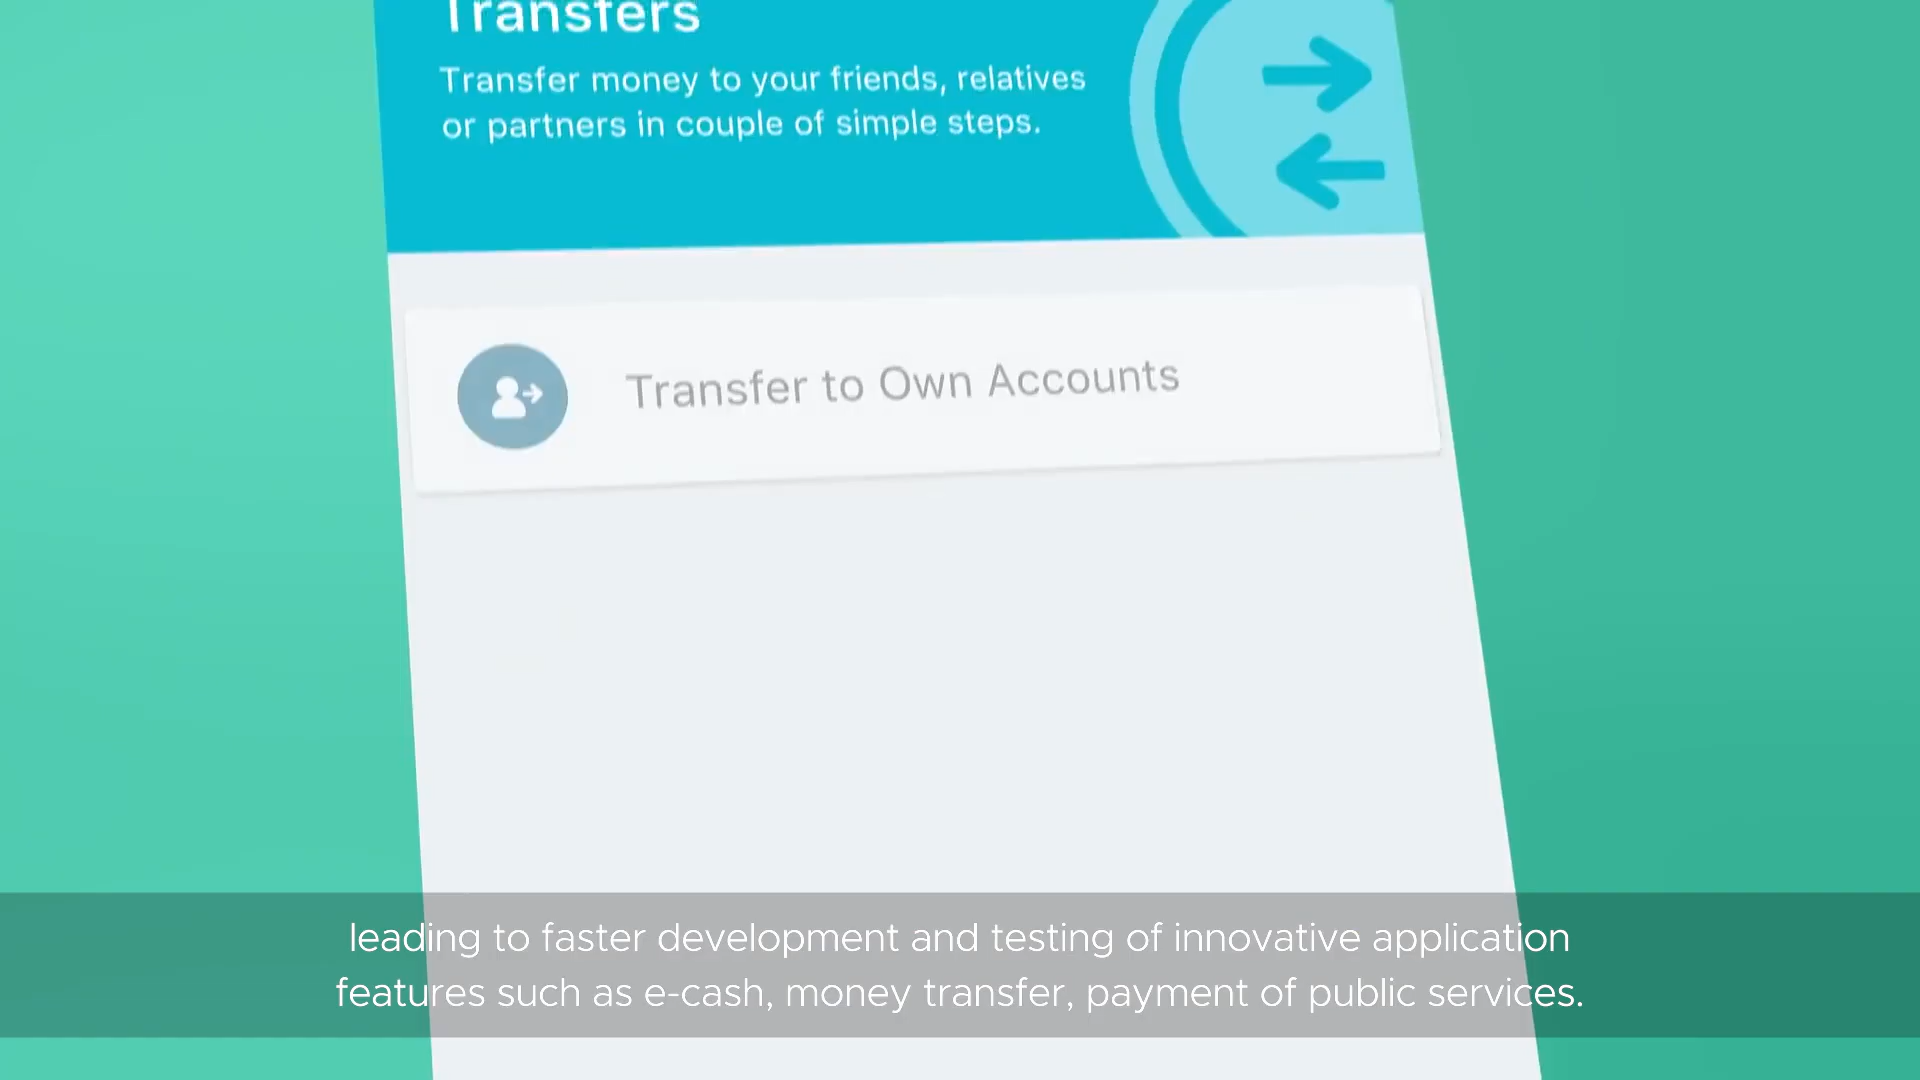 Transfers
Transfer money to your friends, relatives
or partners in couple of simple steps.
Transfer to Own Accounts
leading to faster development and testing of innovative application
features such as e-cash, money transfer, payment of public services.